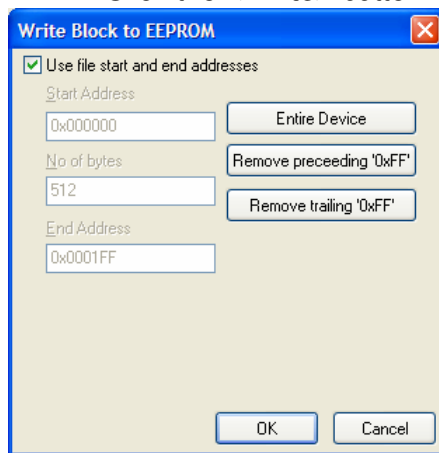 Write Block to EEPROM
Use file start and end addresses
Start Address
0x000000
Entire Device
No of bytes
Remove preceeding '0xFF'
512
Remove trailing '0xFF'
End Address
0x0001FF
OK
Cancel